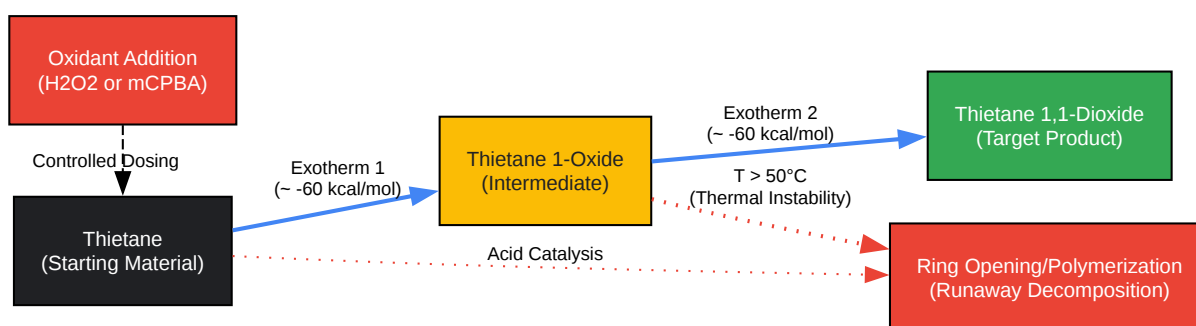 Oxidant Addition
(H2O2 or mCPBA)
Controlled Dosing
Thietane
(Starting Material)
Exotherm 1
(~ -60 kcal/mol)
Thietane 1-Oxide
(Intermediate)
Exotherm 2
(~ -60 kcal/mol)
T > 50°C
(Thermal Instability)
Acid Catalysis
Thietane 1,1-Dioxide
(Target Product)
Ring Opening/Polymerization
(Runaway Decomposition)